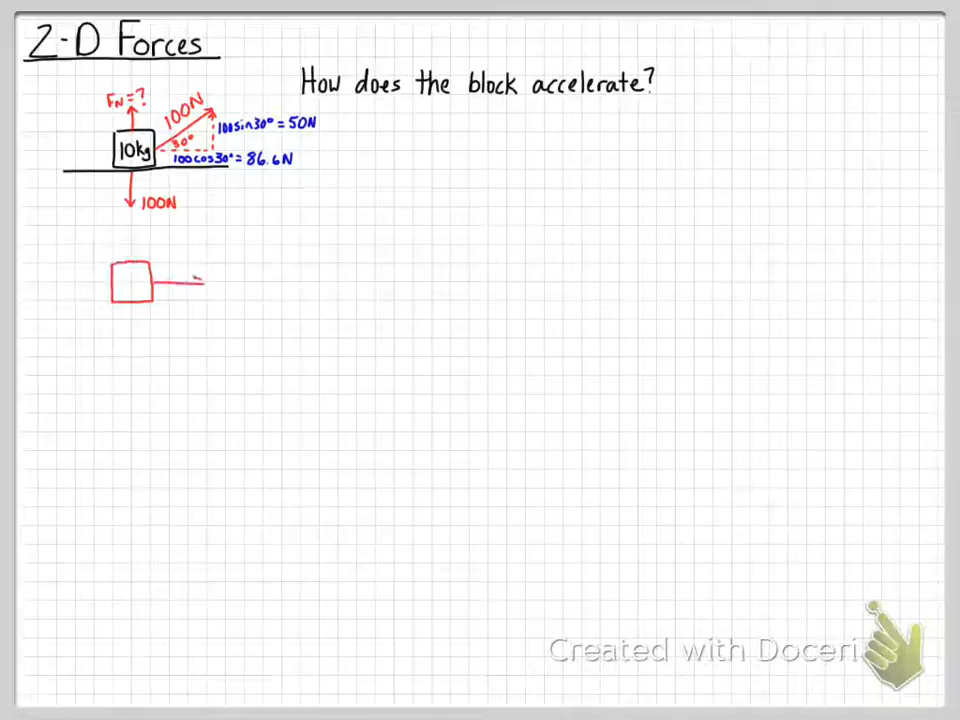 2-D Forces
How does the block accelerate?
FN = ?
100N
100sin30° = 50N
30°
10kg
100cos30° = 86.6N
100N
Created with Doceri